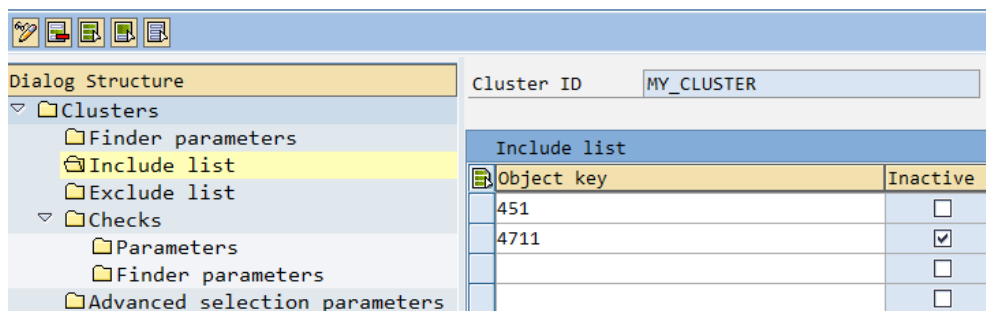 Dialog Structure
Clusters
Finder parameters
Include list
Exclude list
Checks
Parameters
Finder parameters
Advanced selection parameters
Cluster ID MY_CLUSTER
Include list
Object key Inactive
451
4711